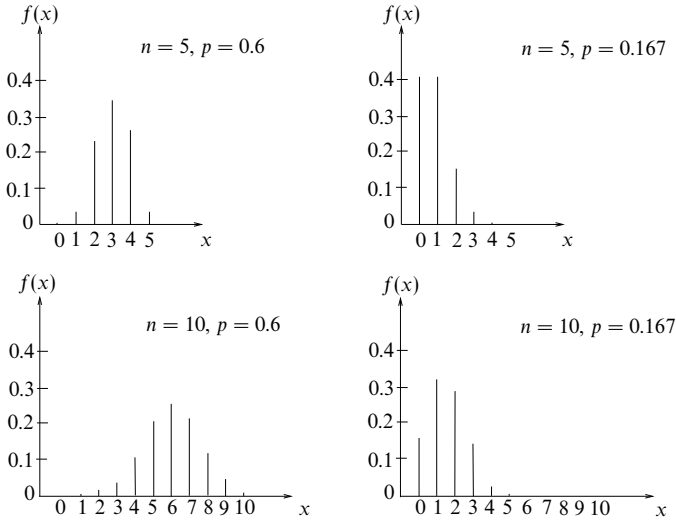 f(x)
n = 5, p = 0.6
0.4
0.3
0.2
0.1
0
0 1 2 3 4 5 x
f(x)
n = 5, p = 0.167
0.4
0.3
0.2
0.1
0
0 1 2 3 4 5 x
f(x)
n = 10, p = 0.6
0.4
0.3
0.2
0.1
0
0 1 2 3 4 5 6 7 8 9 10 x
f(x)
n = 10, p = 0.167
0.4
0.3
0.2
0.1
0
0 1 2 3 4 5 6 7 8 9 10 x